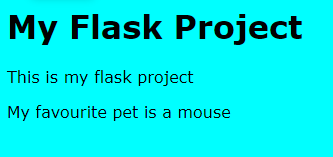 My Flask Project
This is my flask project
My favourite pet is a mouse